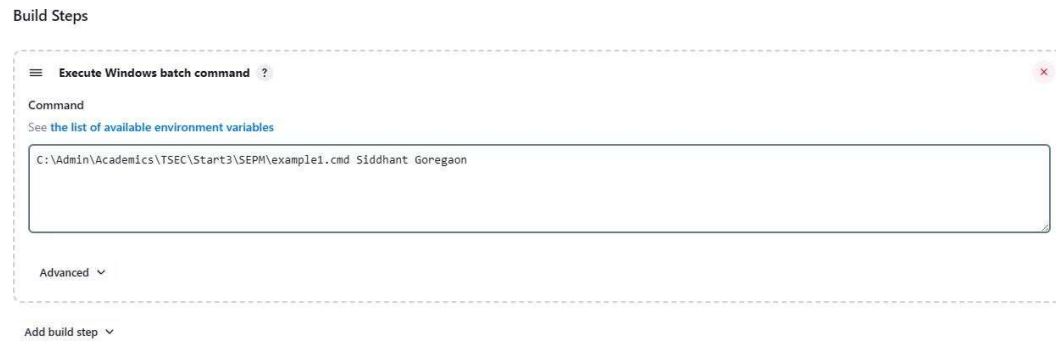 Build Steps
Execute Windows batch command ?
Command
See the list of available environment variables
C:\Admin\Academics\TSEC\Start3\SEPM\example1.cmd Siddhant Goregaon
Advanced
Add build step